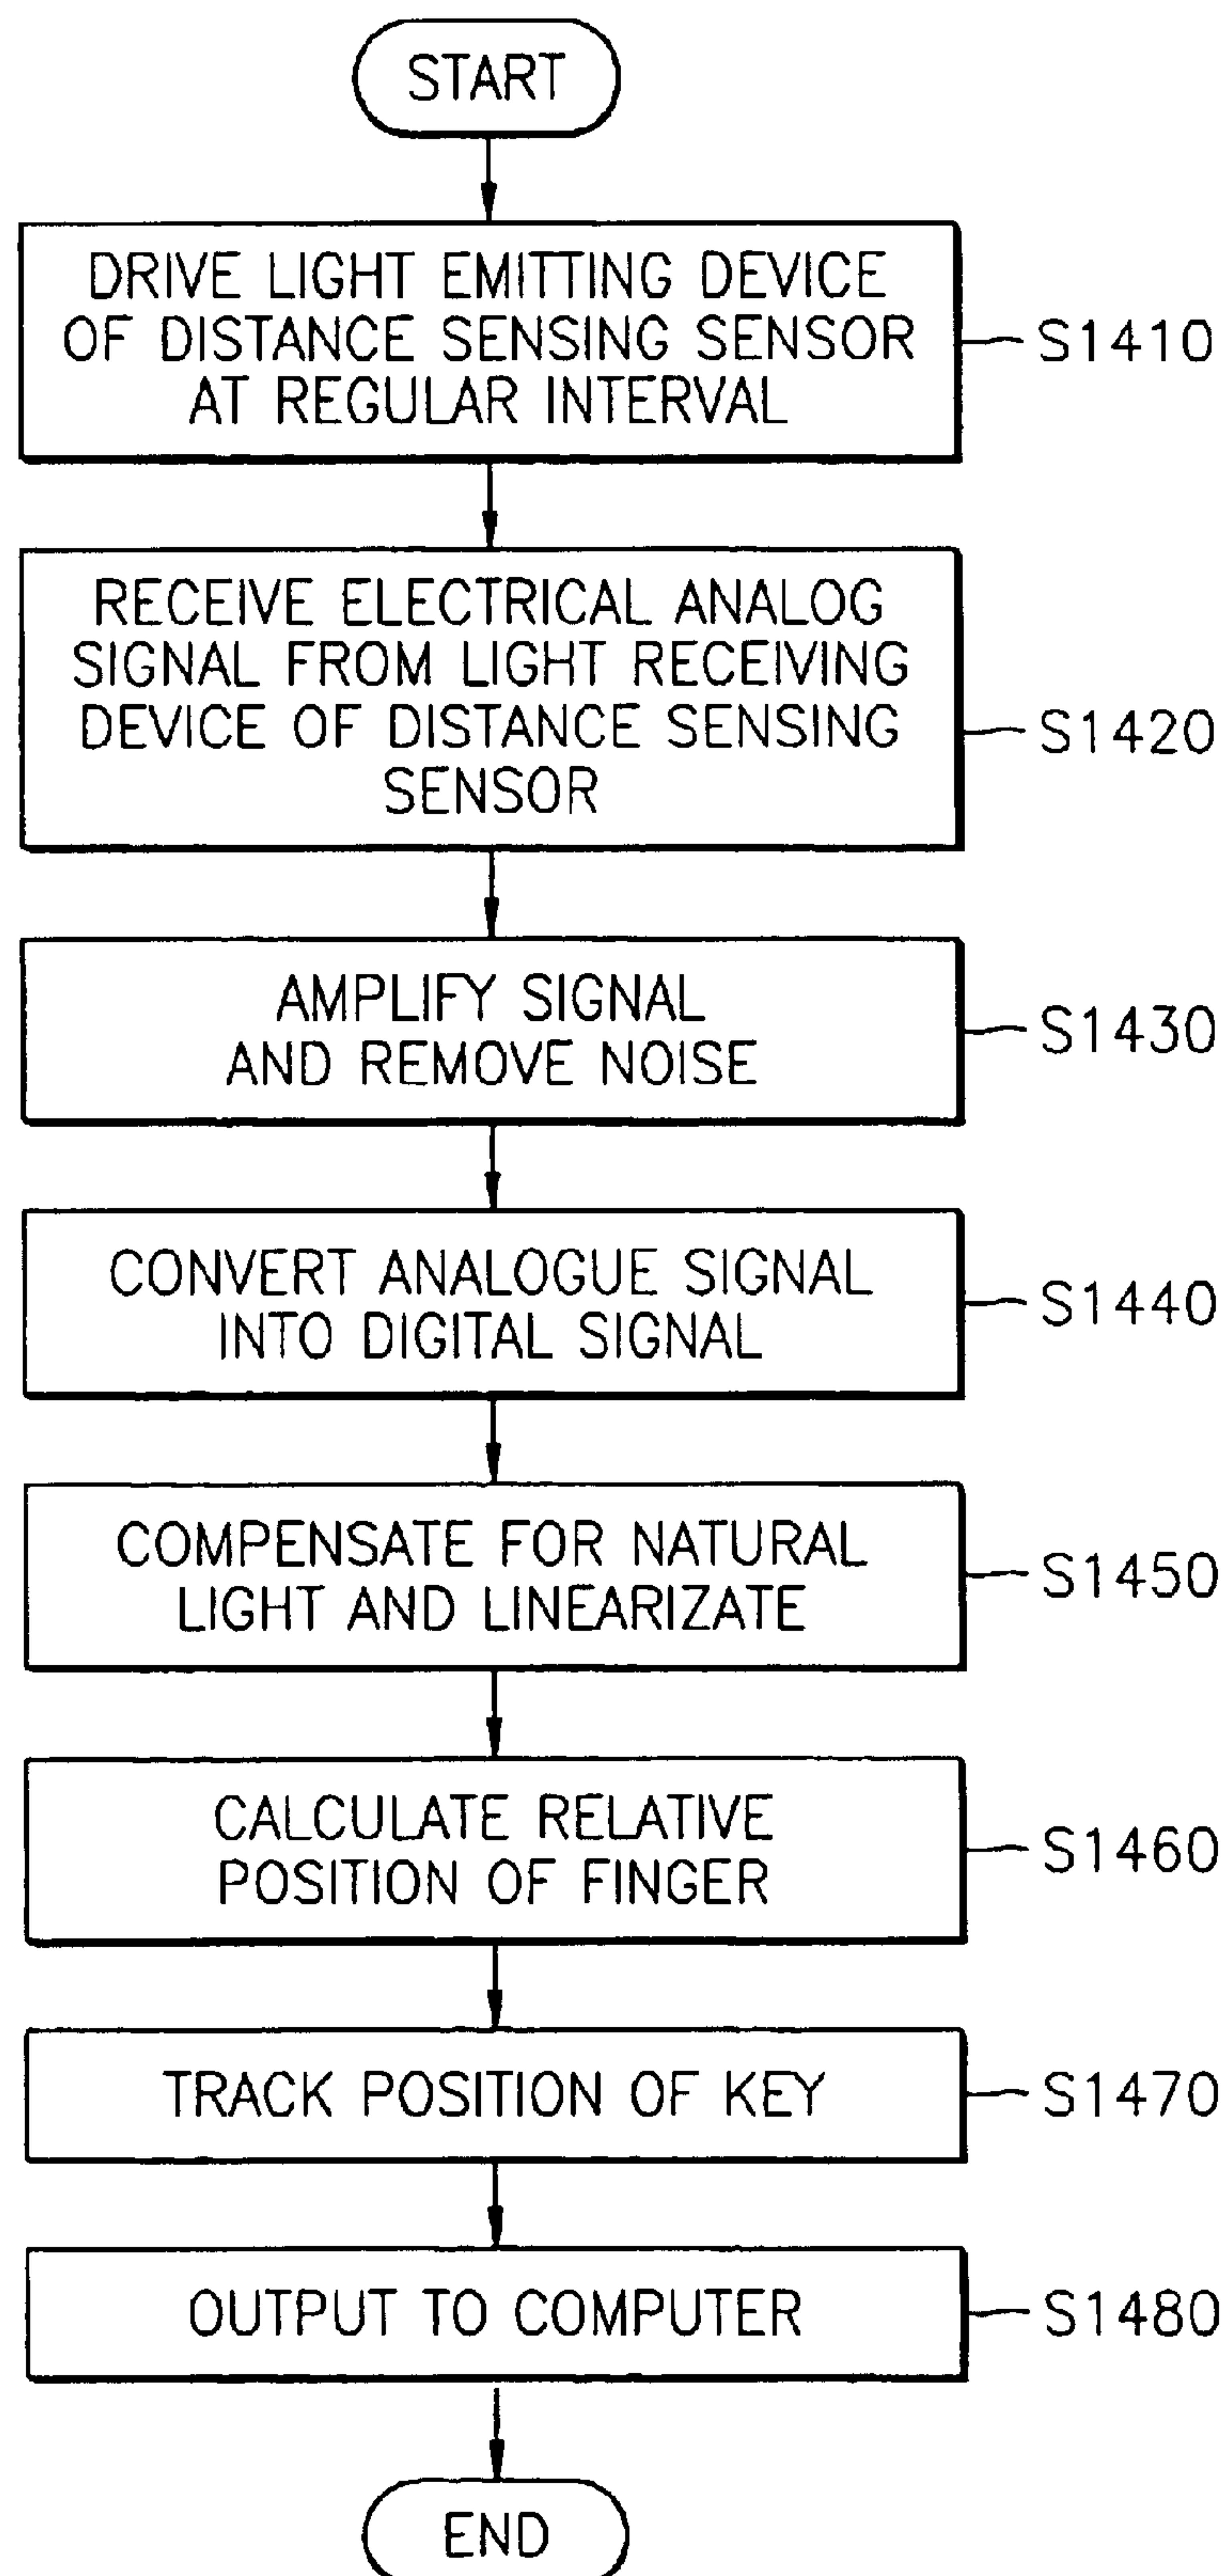 START
DRIVE LIGHT EMITTING DEVICE
OF DISTANCE SENSING SENSOR
AT REGULAR INTERVAL
S1410
RECEIVE ELECTRICAL ANALOG
SIGNAL FROM LIGHT RECEIVING
DEVICE OF DISTANCE SENSING
SENSOR
S1420
AMPLIFY SIGNAL
AND REMOVE NOISE
S1430
CONVERT ANALOGUE SIGNAL
INTO DIGITAL SIGNAL
S1440
COMPENSATE FOR NATURAL
LIGHT AND LINEARIZATE
S1450
CALCULATE RELATIVE
POSITION OF FINGER
S1460
TRACK POSITION OF KEY
S1470
OUTPUT TO COMPUTER
S1480
END